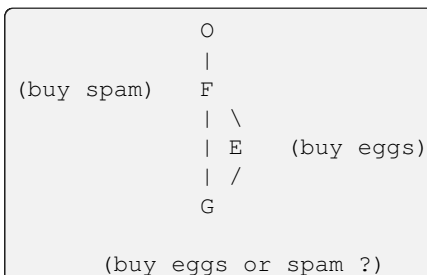 O
|
(buy spam) F
| \
| E (buy eggs)
| /
G
(buy eggs or spam ?)